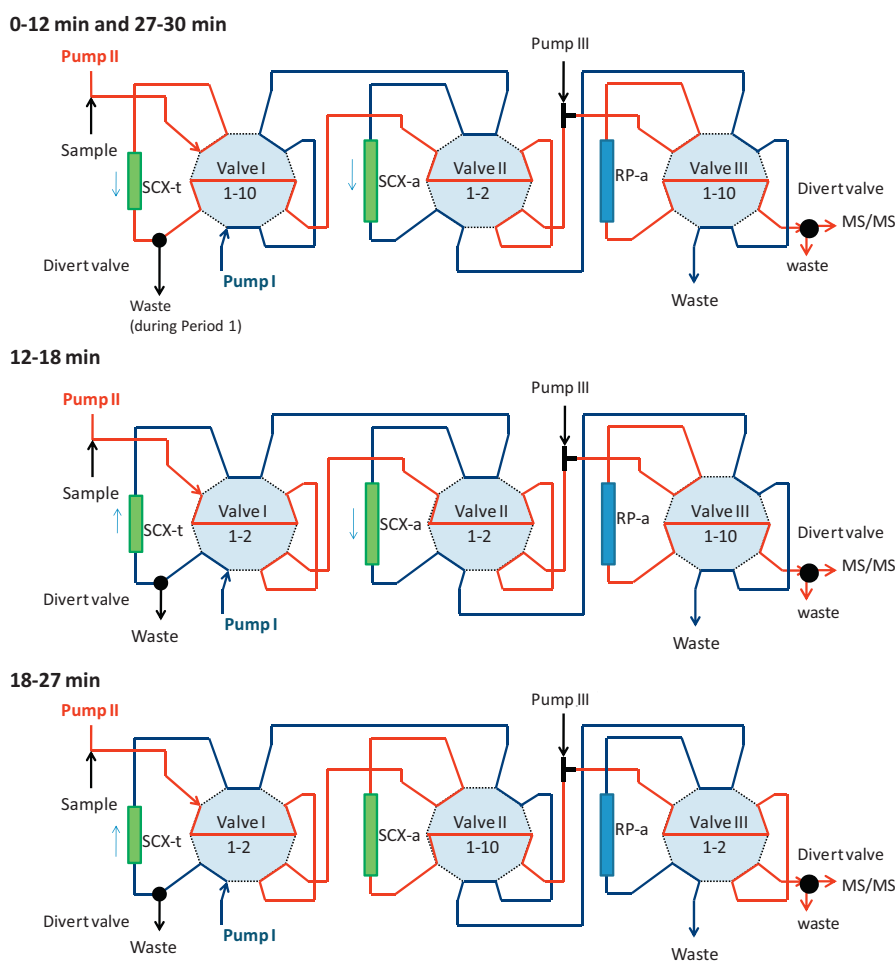 0-12 min and 27-30 min
Pump II
Pump III
Sample
SCX-t
Valve I
1-10
SCX-a
Valve II
1-2
RP-a
Valve III
1-10
Divert valve
MS/MS
waste
Divert valve
Waste
(during Period 1)
Pump I
Waste
12-18 min
Pump II
Pump III
Sample
SCX-t
Valve I
1-2
SCX-a
Valve II
1-2
RP-a
Valve III
1-10
Divert valve
MS/MS
waste
Divert valve
Waste
Pump I
Waste
18-27 min
Pump II
Pump III
Sample
SCX-t
Valve I
1-2
SCX-a
Valve II
1-10
RP-a
Valve III
1-2
Divert valve
MS/MS
waste
Divert valve
Waste
Pump I
Waste